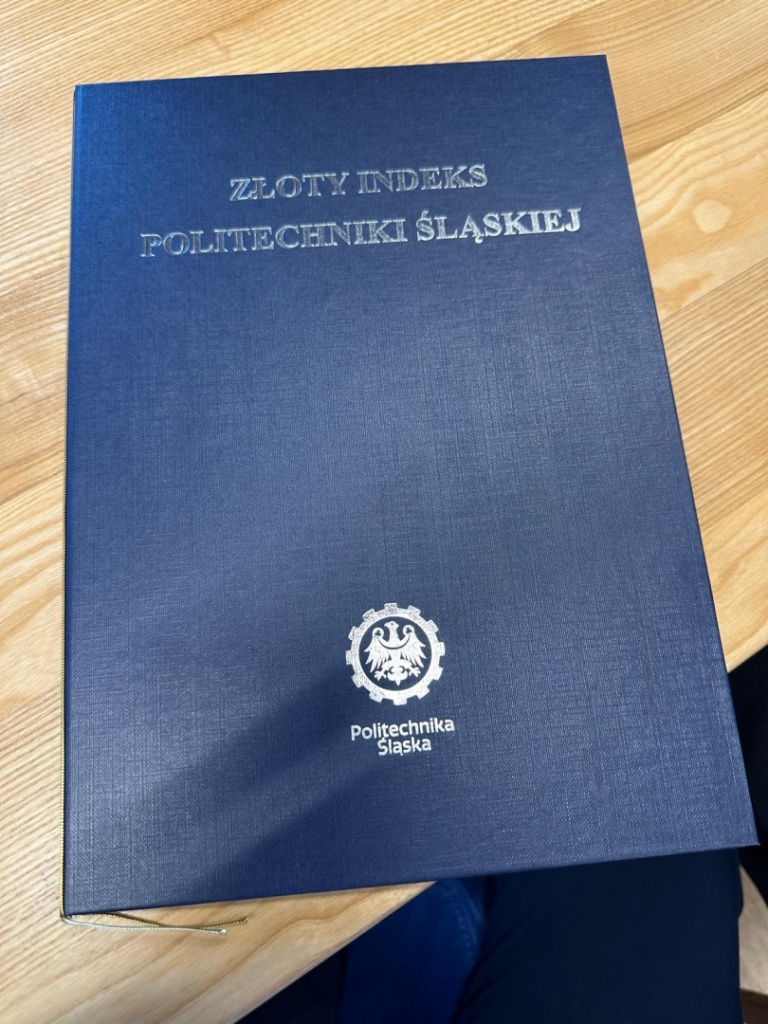 ZŁOTY INDEKS
POLITECHNIKI ŚLĄSKIEJ
Politechnika
Śląska